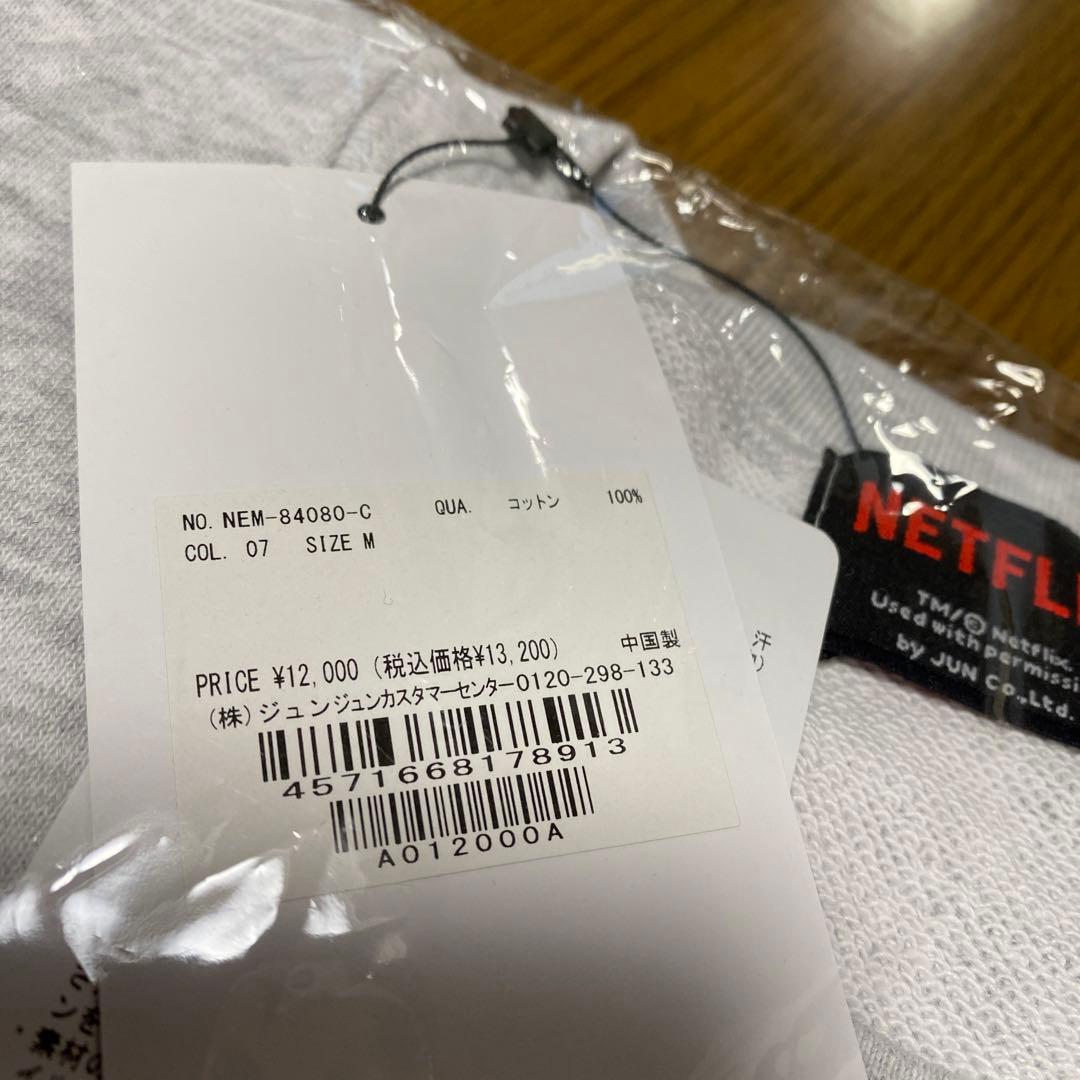 NO. NEM-84080-C QUA. コットン 100%
COL. 07 SIZE M
PRICE ¥12,000 (税込価格¥13,200) 中国製
(株)ジュンジュンカスタマーセンター0120-298-133
4571668178913
A012000A
NETFLI
TM/© Netflix.
Used with permissi
by JUN CO.,Ltd.
汗